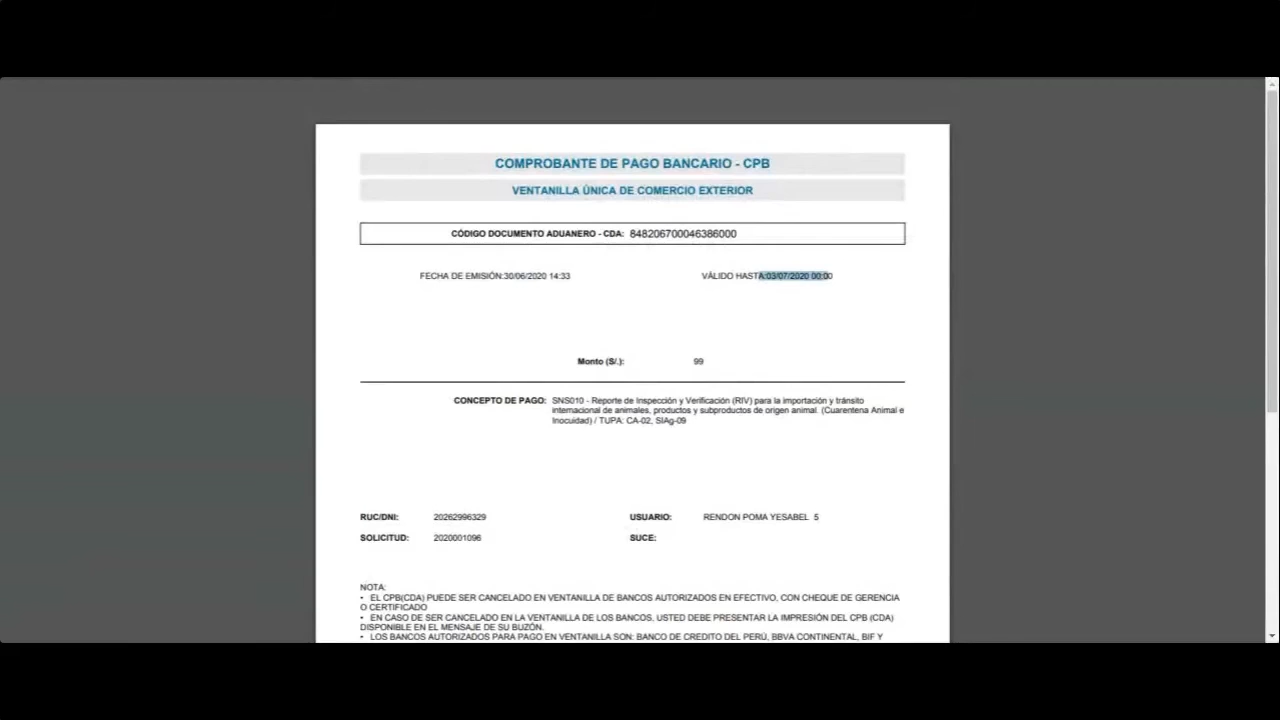 COMPROBANTE DE PAGO BANCARIO - CPB
VENTANILLA ÚNICA DE COMERCIO EXTERIOR
CÓDIGO DOCUMENTO ADUANERO - CDA: 848206700046386000
FECHA DE EMISIÓN:30/06/2020 14:33 VÁLIDO HASTA:03/07/2020 00:00
Monto (S/.): 99
CONCEPTO DE PAGO: SNS010 - Reporte de Inspección y Verificación (RIV) para la importación y tránsito
internacional de animales, productos y subproductos de origen animal. (Cuarentena Animal e
Inocuidad) / TUPA: CA-02, SIAg-09
RUC/DNI: 20262996329 USUARIO: RENDON POMA YESABEL 5
SOLICITUD: 2020001096 SUCE:
NOTA:
• EL CPB(CDA) PUEDE SER CANCELADO EN VENTANILLA DE BANCOS AUTORIZADOS EN EFECTIVO, CON CHEQUE DE GERENCIA
O CERTIFICADO
• EN CASO DE SER CANCELADO EN LA VENTANILLA DE LOS BANCOS, USTED DEBE PRESENTAR LA IMPRESIÓN DEL CPB (CDA)
DISPONIBLE EN EL MENSAJE DE SU BUZÓN.
• LOS BANCOS AUTORIZADOS PARA PAGO EN VENTANILLA SON: BANCO DE CREDITO DEL PERÚ, BBVA CONTINENTAL, BIF Y